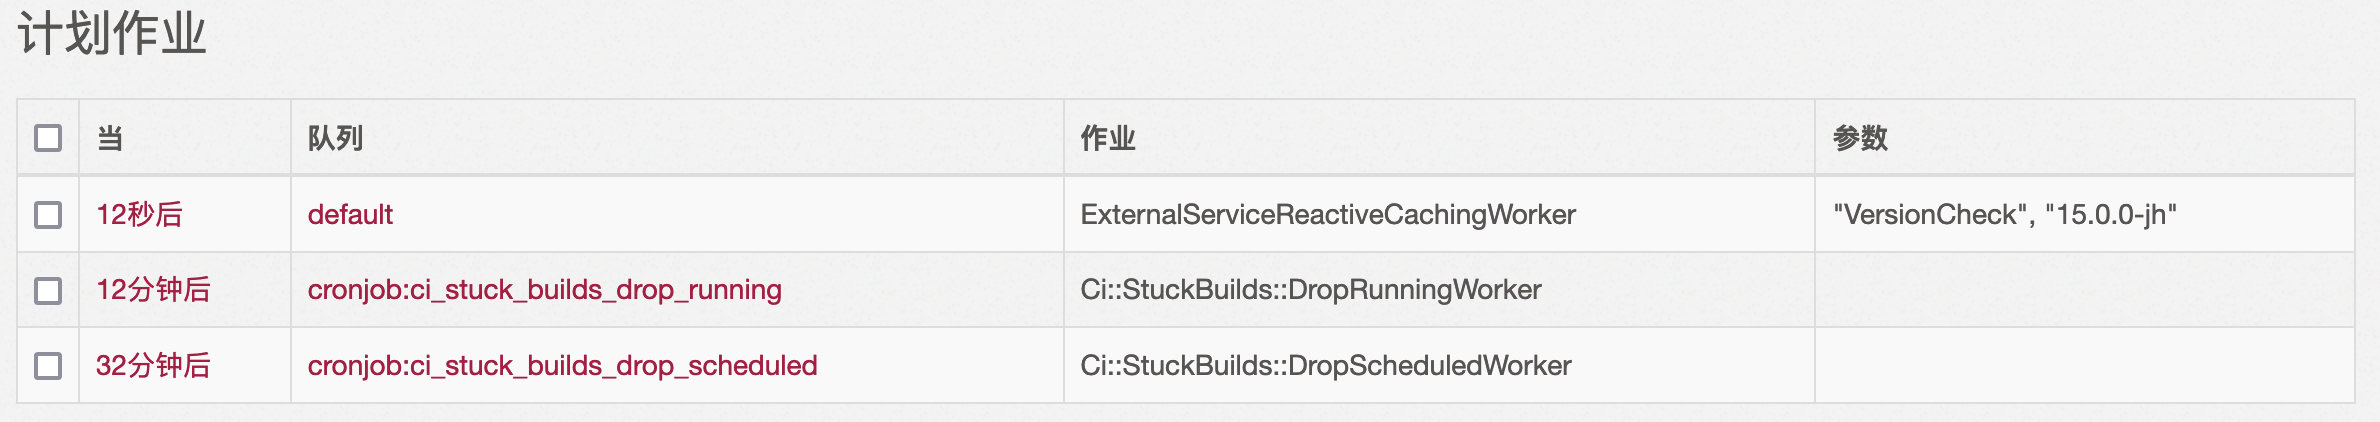 计划作业
当 队列 作业 参数
12秒后 default ExternalServiceReactiveCachingWorker "VersionCheck", "15.0.0-jh"
12分钟后 cronjob:ci_stuck_builds_drop_running Ci::StuckBuilds::DropRunningWorker
32分钟后 cronjob:ci_stuck_builds_drop_scheduled Ci::StuckBuilds::DropScheduledWorker